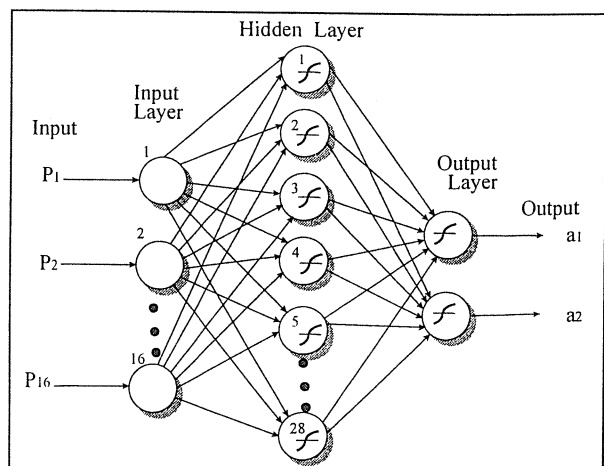 Hidden Layer
Input
Layer
Input
Output
Layer
Output
1
2
3
4
5
28
1
2
16
P1
P2
P16
a1
a2